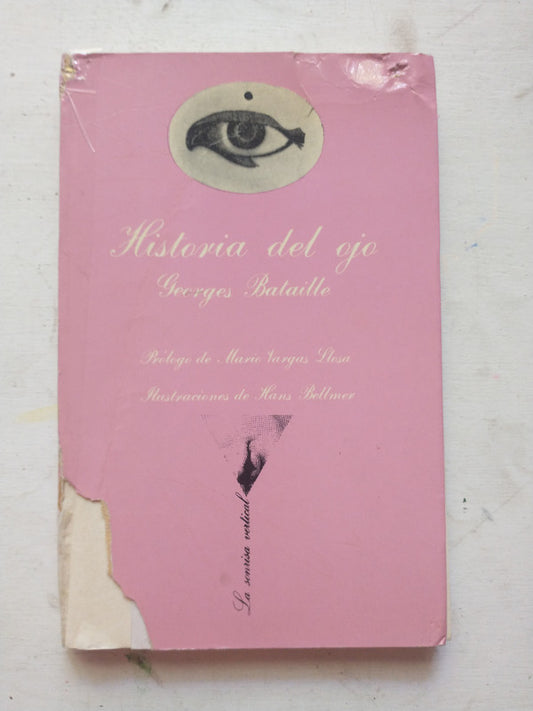 Historia del ojo
Georges Bataille
Prólogo de Mario Vargas Llosa
Ilustraciones de Hans Bellmer
La sonrisa vertical